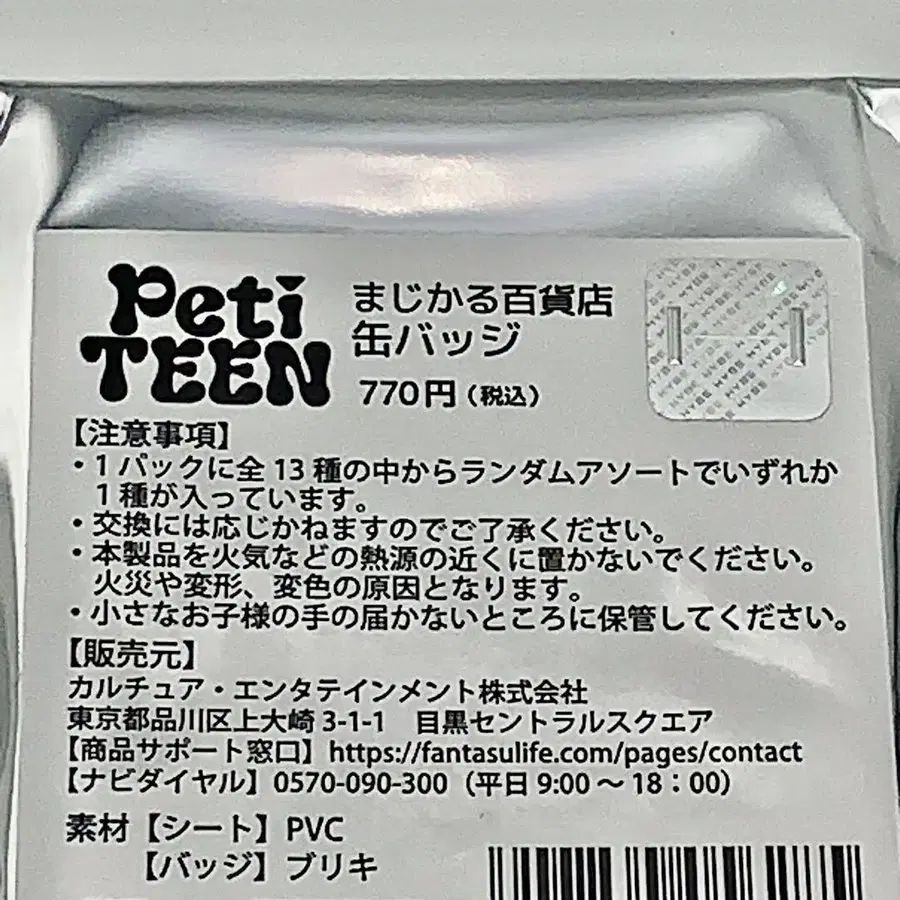 Peti
TEEN
まじかる百貨店
缶バッジ
770円（税込）
HYBE
【注意事項】
・1パックに全13種の中からランダムアソートでいずれか
1種が入っています。
・交換には応じかねますのでご了承ください。
・本製品を火気などの熱源の近くに置かないでください。
火災や変形、変色の原因となります。
・小さなお子様の手の届かないところに保管してください。
【販売元】
カルチュア・エンタテインメント株式会社
東京都品川区上大崎3-1-1　目黒セントラルスクエア
【商品サポート窓口】https://fantasulife.com/pages/contact
【ナビダイヤル】0570-090-300（平日9:00～18：00）
素材【シート】PVC
【バッジ】ブリキ